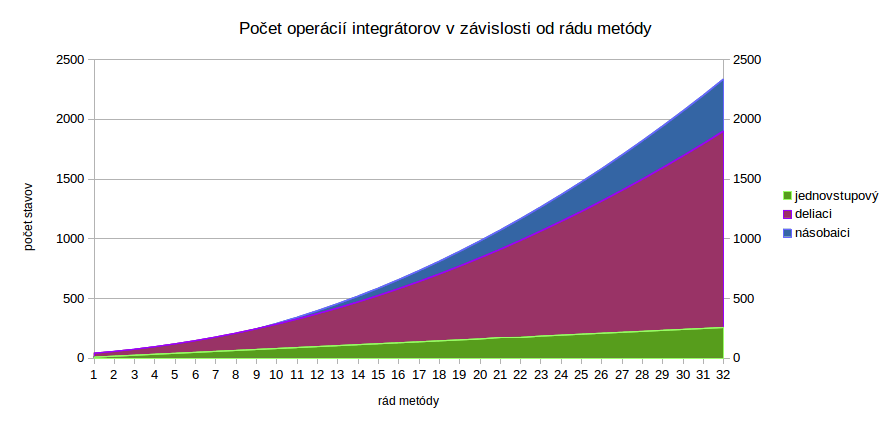 Počet operácií integrátorov v závislosti od rádu metódy
2500 2500
2000 2000
1500 1500
1000 1000
500 500
0 0
počet stavov
1 2 3 4 5 6 7 8 9 10 11 12 13 14 15 16 17 18 19 20 21 22 23 24 25 26 27 28 29 30 31 32
rád metódy
jednovstupový
deliaci
násobaici